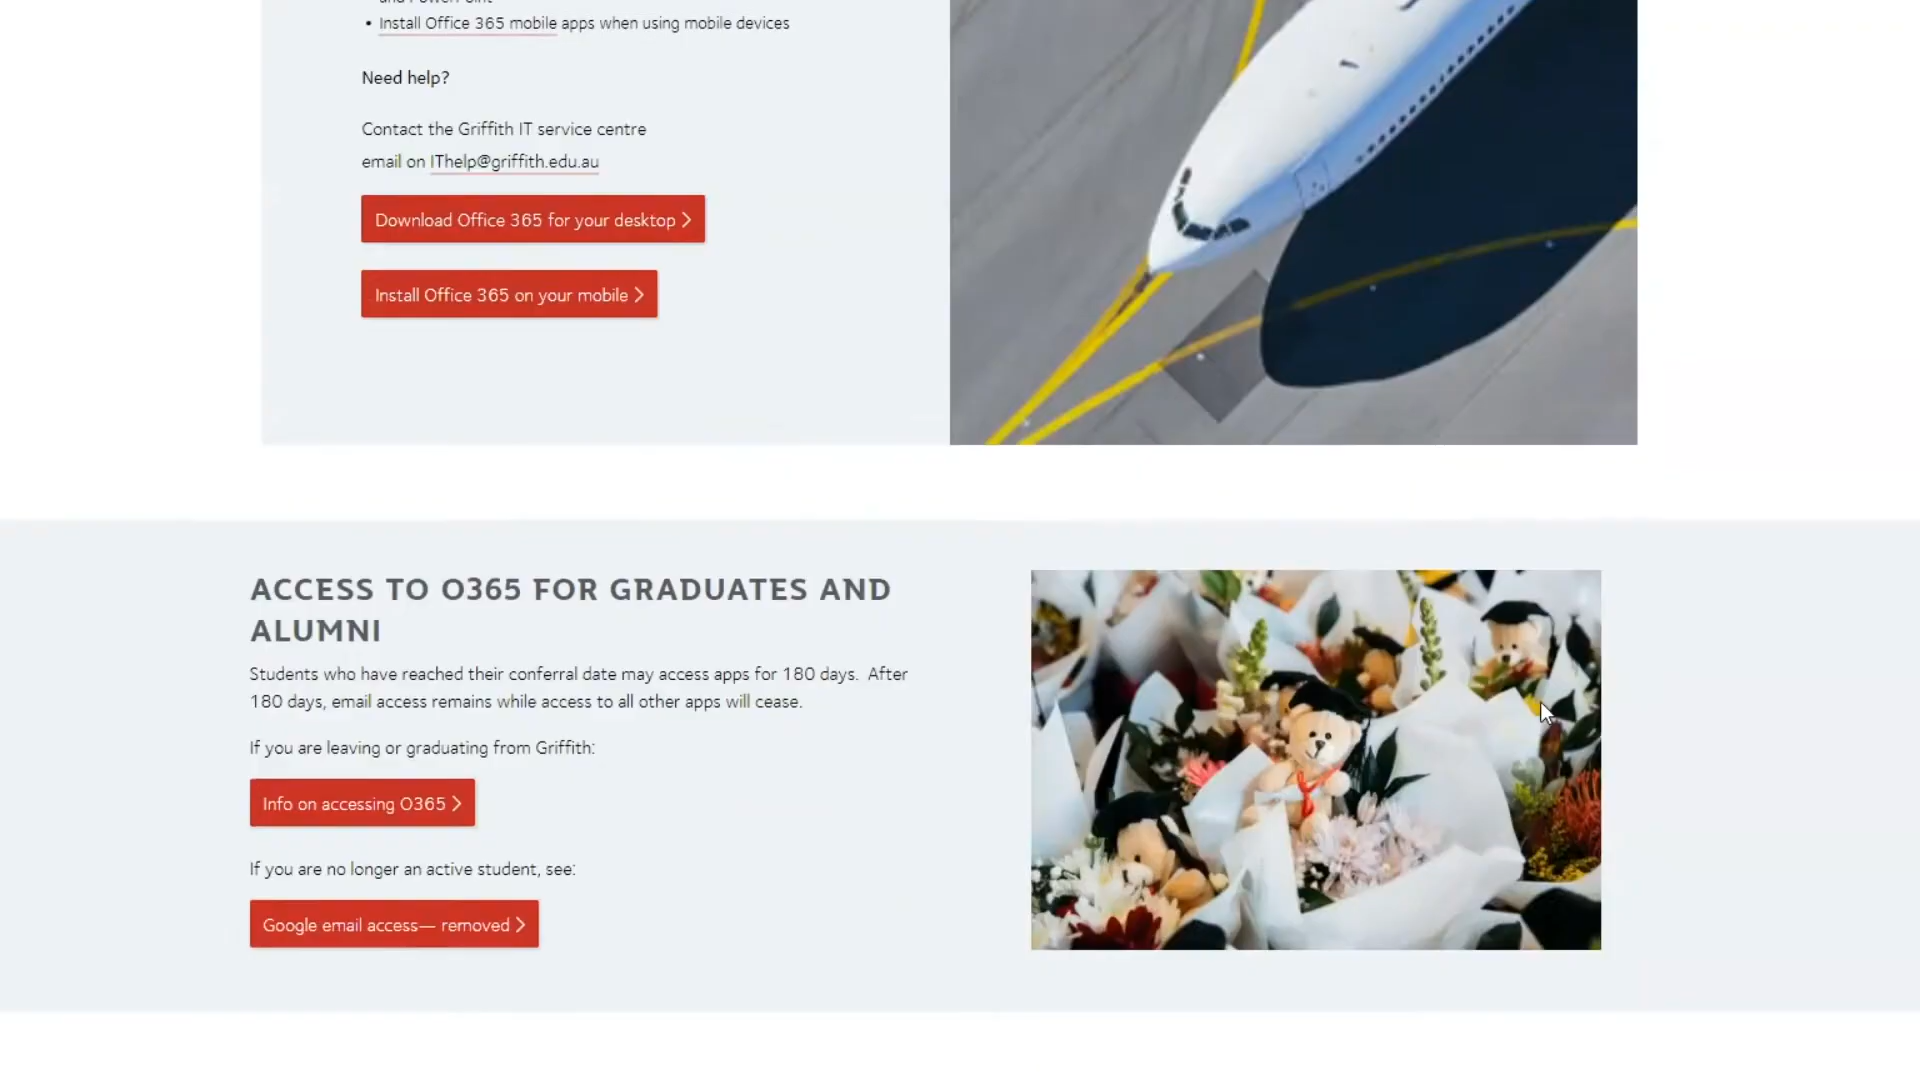 • Install Office 365 mobile apps when using mobile devices
Need help?
Contact the Griffith IT service centre
email on IThelp@griffith.edu.au
Download Office 365 for your desktop
Install Office 365 on your mobile
ACCESS TO O365 FOR GRADUATES AND
ALUMNI
Students who have reached their conferral date may access apps for 180 days. After
180 days, email access remains while access to all other apps will cease.
If you are leaving or graduating from Griffith:
Info on accessing O365
If you are no longer an active student, see:
Google email access— removed